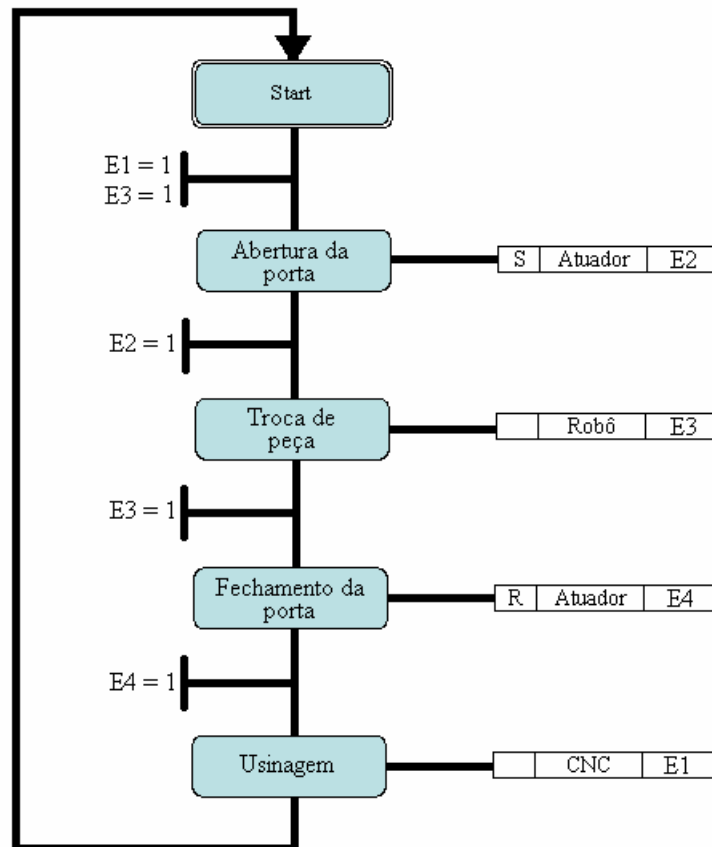 Start
E1 = 1
E3 = 1
Abertura da
porta
S Atuador E2
E2 = 1
Troca de
peça
Robô E3
E3 = 1
Fechamento da
porta
R Atuador E4
E4 = 1
Usinagem
CNC E1